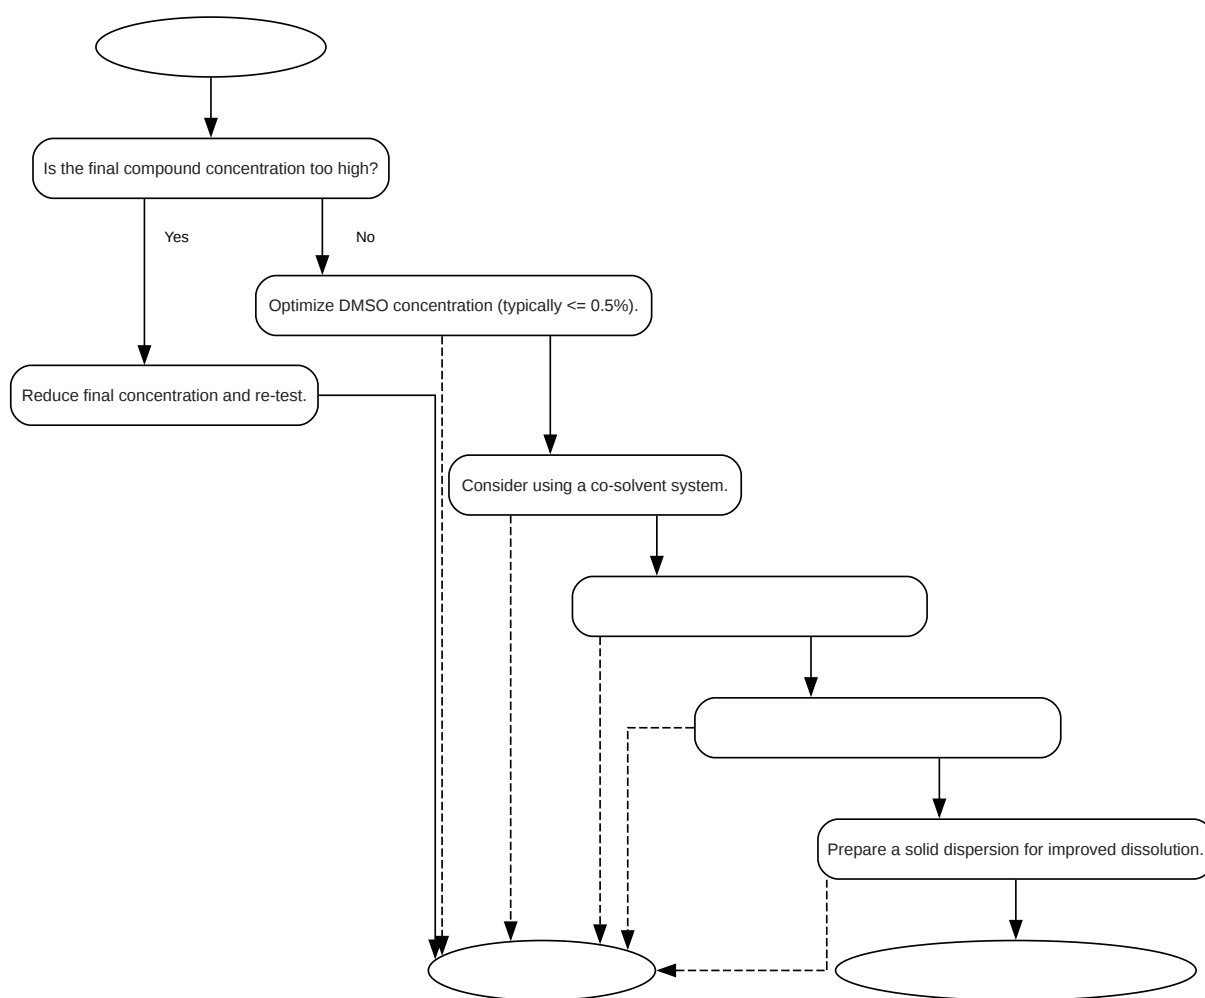 Is the final compound concentration too high?
Yes
No
Optimize DMSO concentration (typically <= 0.5%).
Reduce final concentration and re-test.
Consider using a co-solvent system.
Prepare a solid dispersion for improved dissolution.